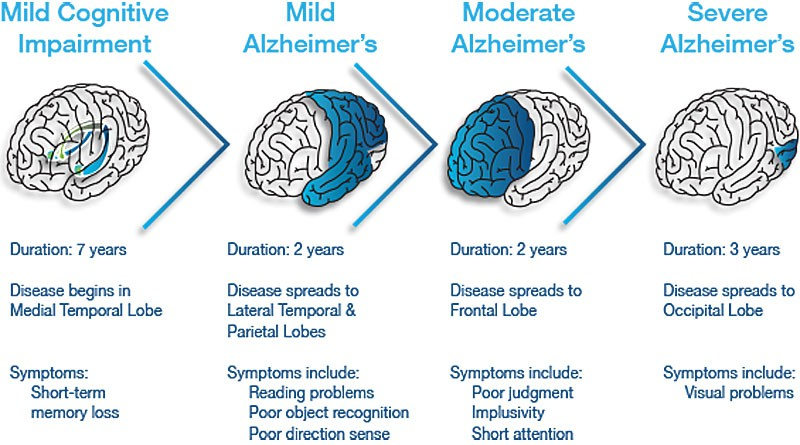 Mild Cognitive
Impairment
Mild
Alzheimer's
Moderate
Alzheimer's
Severe
Alzheimer's
Duration: 7 years
Duration: 2 years
Duration: 2 years
Duration: 3 years
Disease begins in
Medial Temporal Lobe
Disease spreads to
Lateral Temporal &
Parietal Lobes
Disease spreads to
Frontal Lobe
Disease spreads to
Occipital Lobe
Symptoms:
Short-term
memory loss
Symptoms include:
Reading problems
Poor object recognition
Poor direction sense
Symptoms include:
Poor judgment
Implusivity
Short attention
Symptoms include:
Visual problems